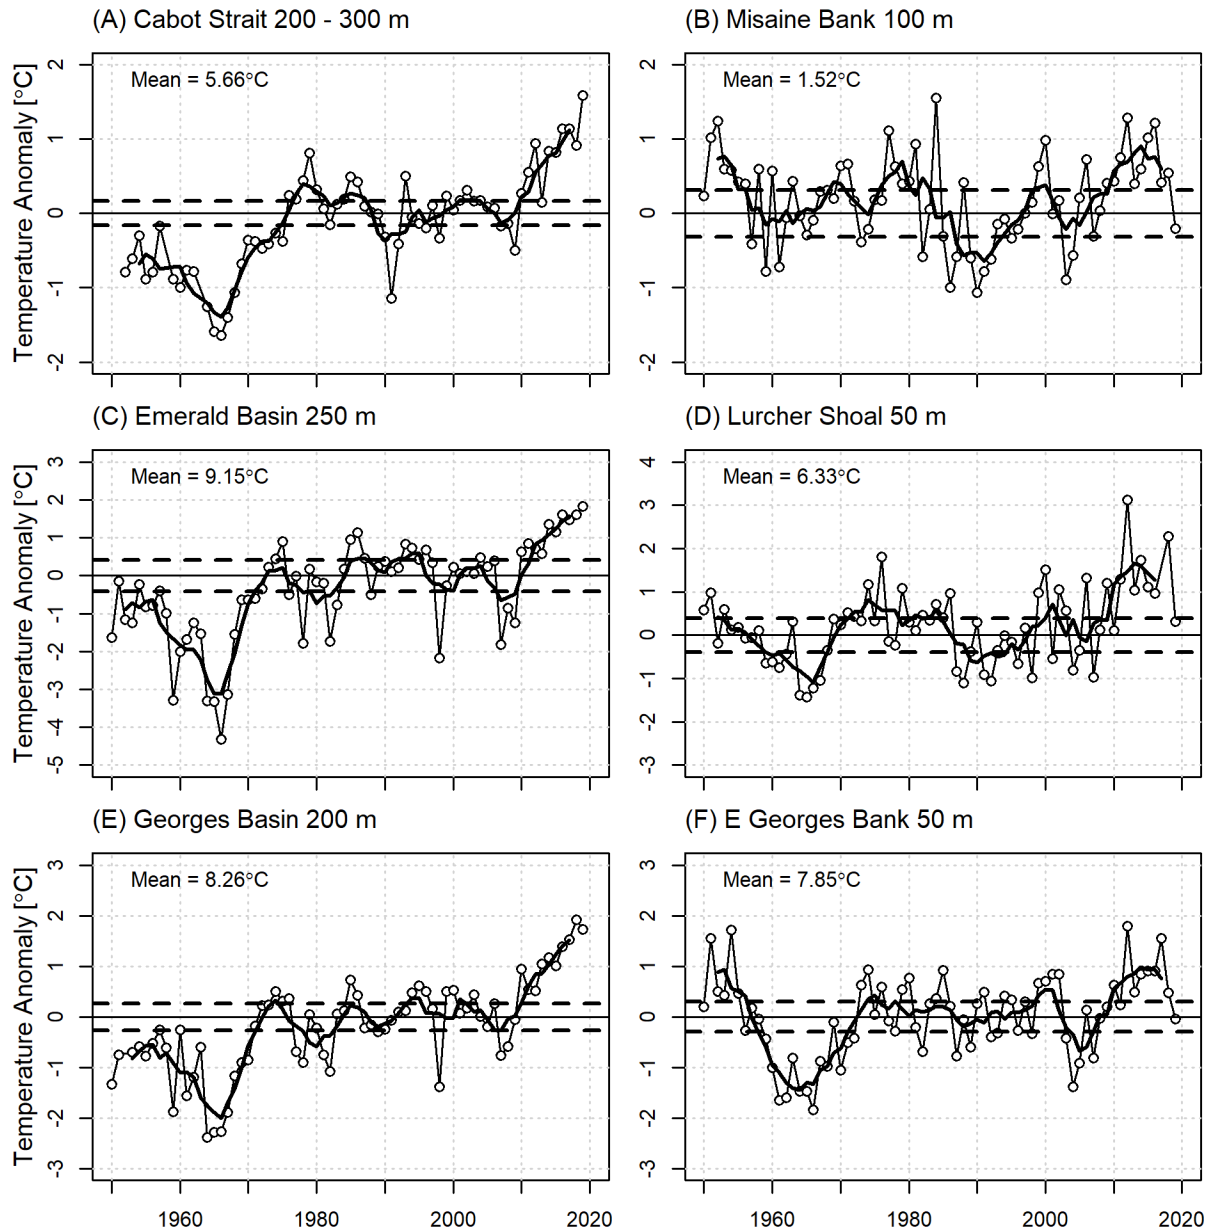 (A) Cabot Strait 200 - 300 m
(B) Misaine Bank 100 m
Temperature Anomaly [°C]
2
1
0
-1
-2
Mean = 5.66°C
2
1
0
-1
-2
Mean = 1.52°C
(C) Emerald Basin 250 m
(D) Lurcher Shoal 50 m
Temperature Anomaly [°C]
3
2
1
0
-1
-2
-3
-4
-5
Mean = 9.15°C
4
3
2
1
0
-1
-2
-3
Mean = 6.33°C
(E) Georges Basin 200 m
(F) E Georges Bank 50 m
Temperature Anomaly [°C]
3
2
1
0
-1
-2
-3
Mean = 8.26°C
3
2
1
0
-1
-2
-3
Mean = 7.85°C
1960 1980 2000 2020
1960 1980 2000 2020